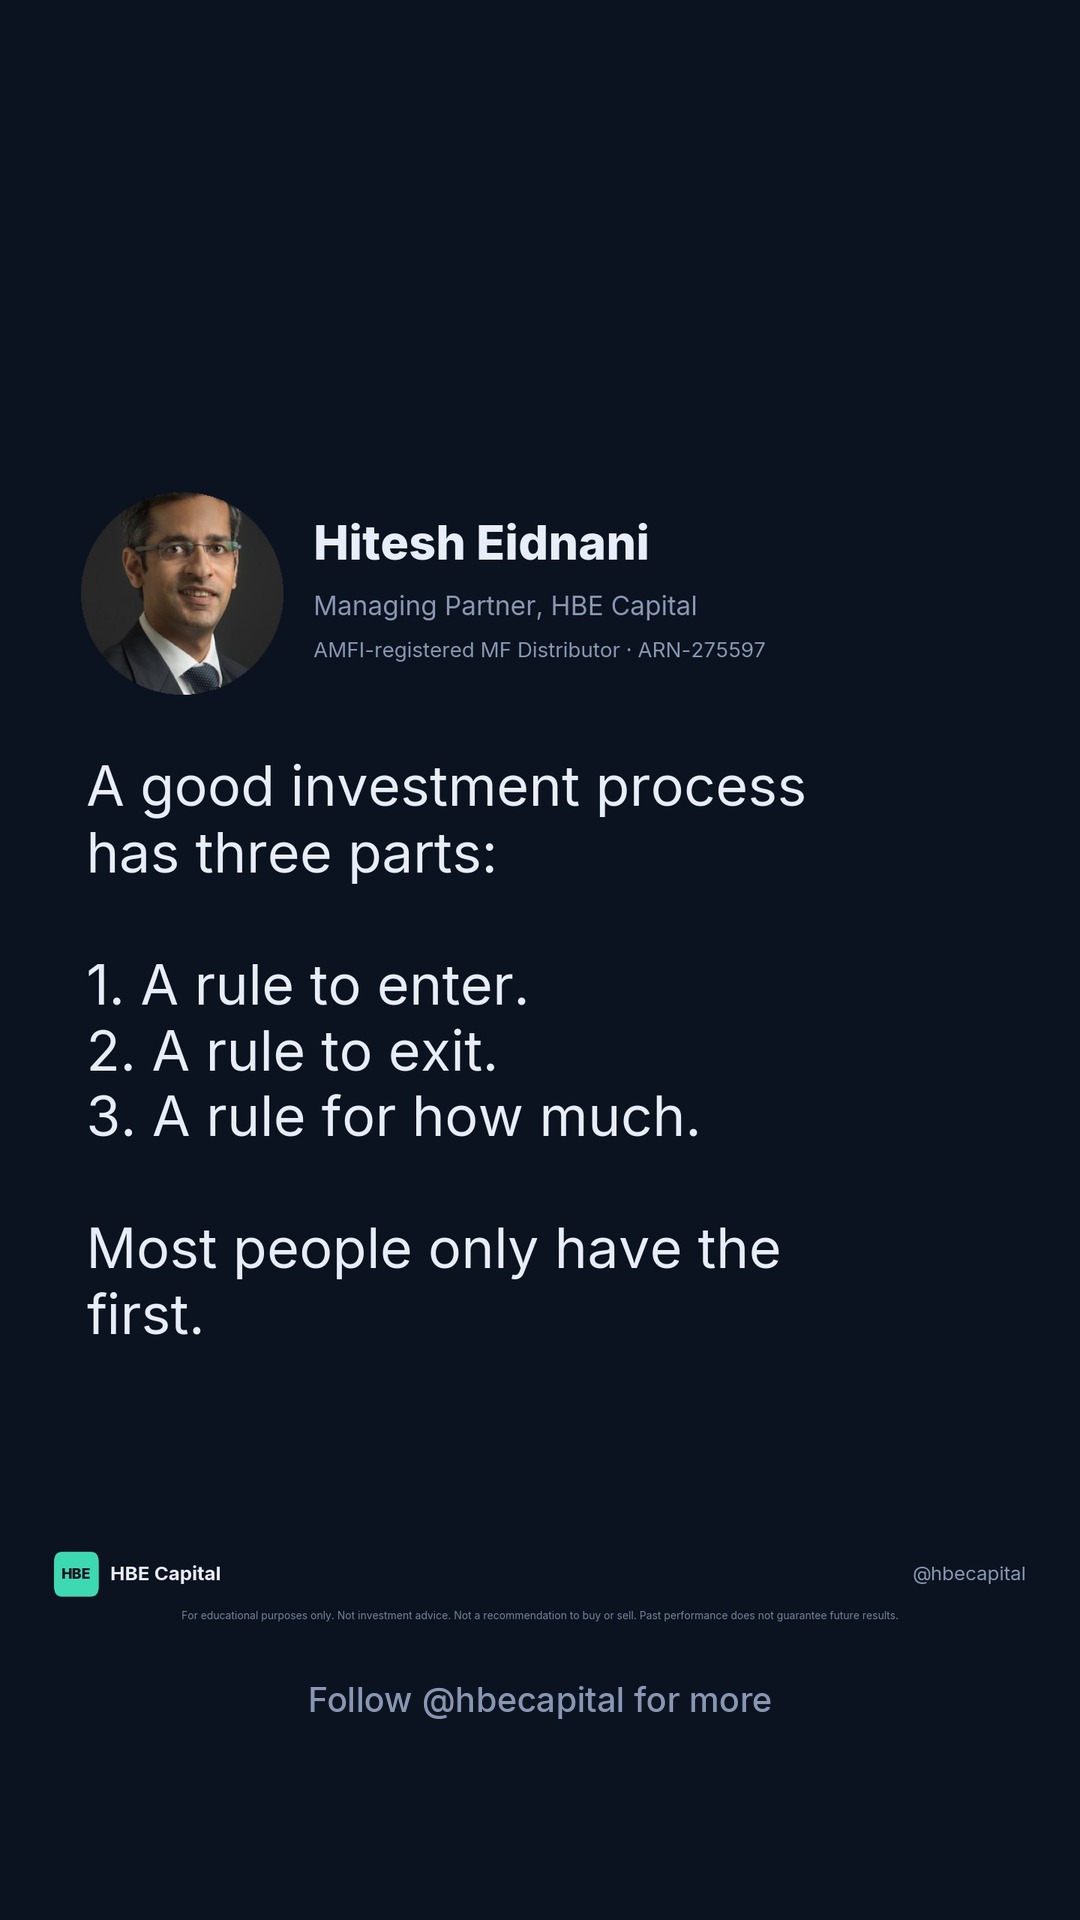 Hitesh Eidnani
Managing Partner, HBE Capital
AMFI-registered MF Distributor · ARN-275597
A good investment process
has three parts:
1. A rule to enter.
2. A rule to exit.
3. A rule for how much.
Most people only have the
first.
HBE HBE Capital @hbecapital
For educational purposes only. Not investment advice. Not a recommendation to buy or sell. Past performance does not guarantee future results.
Follow @hbecapital for more